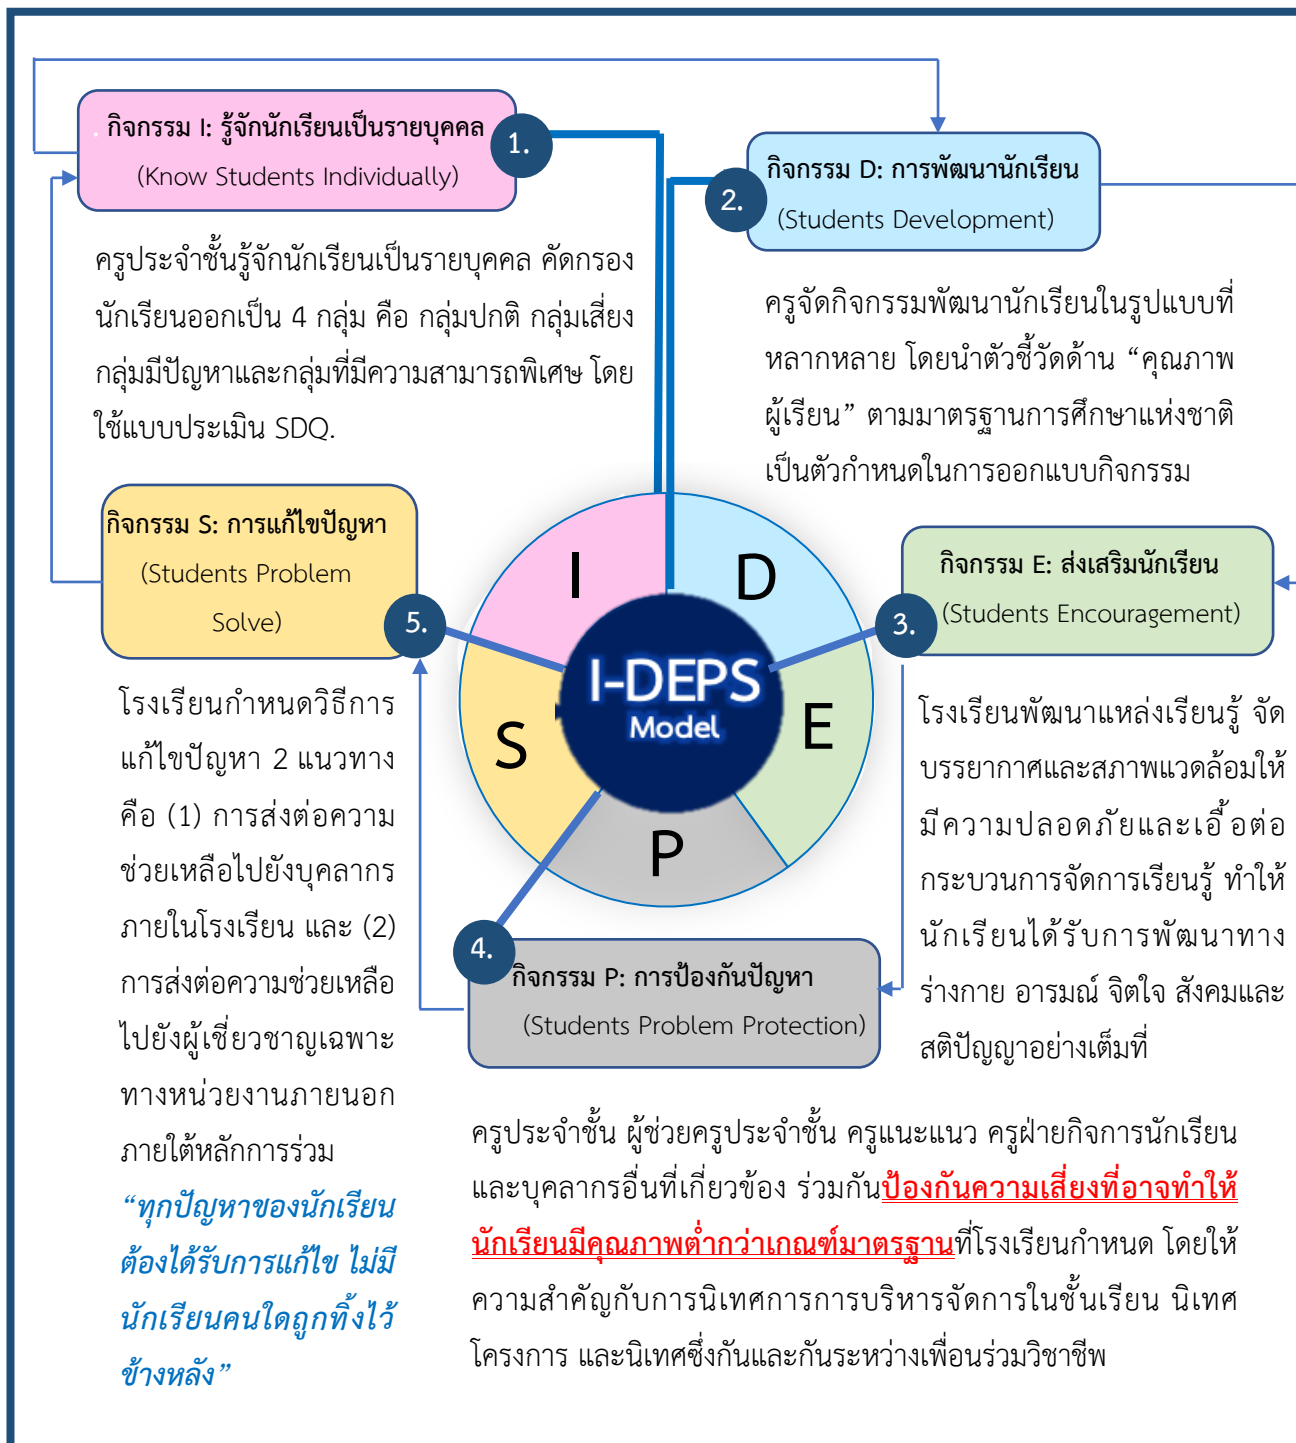 กิจกรรม I: รู้จักนักเรียนเป็นรายบุคคล
(Know Students Individually)
1.
ครูประจำชั้นรู้จักนักเรียนเป็นรายบุคคล คัดกรอง
นักเรียนออกเป็น 4 กลุ่ม คือ กลุ่มปกติ กลุ่มเสี่ยง
กลุ่มมีปัญหาและกลุ่มที่มีความสามารถพิเศษ โดย
ใช้แบบประเมิน SDQ.
2.
กิจกรรม D: การพัฒนานักเรียน
(Students Development)
ครูจัดกิจกรรมพัฒนานักเรียนในรูปแบบที่
หลากหลาย โดยนำตัวชี้วัดด้าน “คุณภาพ
ผู้เรียน” ตามมาตรฐานการศึกษาแห่งชาติ
เป็นตัวกำหนดในการออกแบบกิจกรรม
I
D
E
P
S
I-DEPS
Model
3.
กิจกรรม E: ส่งเสริมนักเรียน
(Students Encouragement)
โรงเรียนพัฒนาแหล่งเรียนรู้ จัด
บรรยากาศและสภาพแวดล้อมให้
มีความปลอดภัยและเอื้อต่อ
กระบวนการจัดการเรียนรู้ ทำให้
นักเรียนได้รับการพัฒนาทาง
ร่างกาย อารมณ์ จิตใจ สังคมและ
สติปัญญาอย่างเต็มที่
4.
กิจกรรม P: การป้องกันปัญหา
(Students Problem Protection)
ครูประจำชั้น ผู้ช่วยครูประจำชั้น ครูแนะแนว ครูฝ่ายกิจการนักเรียน
และบุคลากรอื่นที่เกี่ยวข้อง ร่วมกันป้องกันความเสี่ยงที่อาจทำให้
นักเรียนมีคุณภาพต่ำกว่าเกณฑ์มาตรฐานที่โรงเรียนกำหนด โดยให้
ความสำคัญกับการนิเทศการการบริหารจัดการในชั้นเรียน นิเทศ
โครงการ และนิเทศซึ่งกันและกันระหว่างเพื่อนร่วมวิชาชีพ
กิจกรรม S: การแก้ไขปัญหา
(Students Problem
Solve)
5.
โรงเรียนกำหนดวิธีการ
แก้ไขปัญหา 2 แนวทาง
คือ (1) การส่งต่อความ
ช่วยเหลือไปยังบุคลากร
ภายในโรงเรียน และ (2)
การส่งต่อความช่วยเหลือ
ไปยังผู้เชี่ยวชาญเฉพาะ
ทางหน่วยงานภายนอก
ภายใต้หลักการร่วม
“ทุกปัญหาของนักเรียน
ต้องได้รับการแก้ไข ไม่มี
นักเรียนคนใดถูกทิ้งไว้
ข้างหลัง”